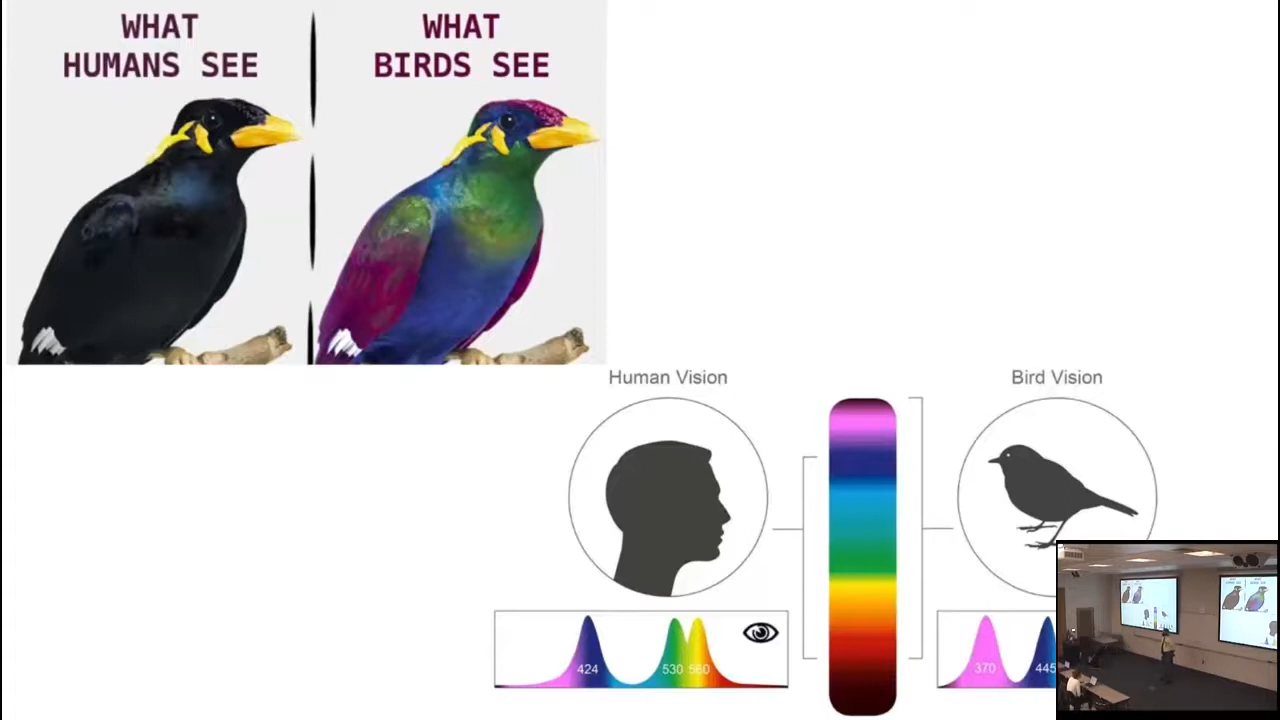 WHAT
HUMANS SEE
WHAT
BIRDS SEE
Human Vision
Bird Vision
424
530
560
370
445